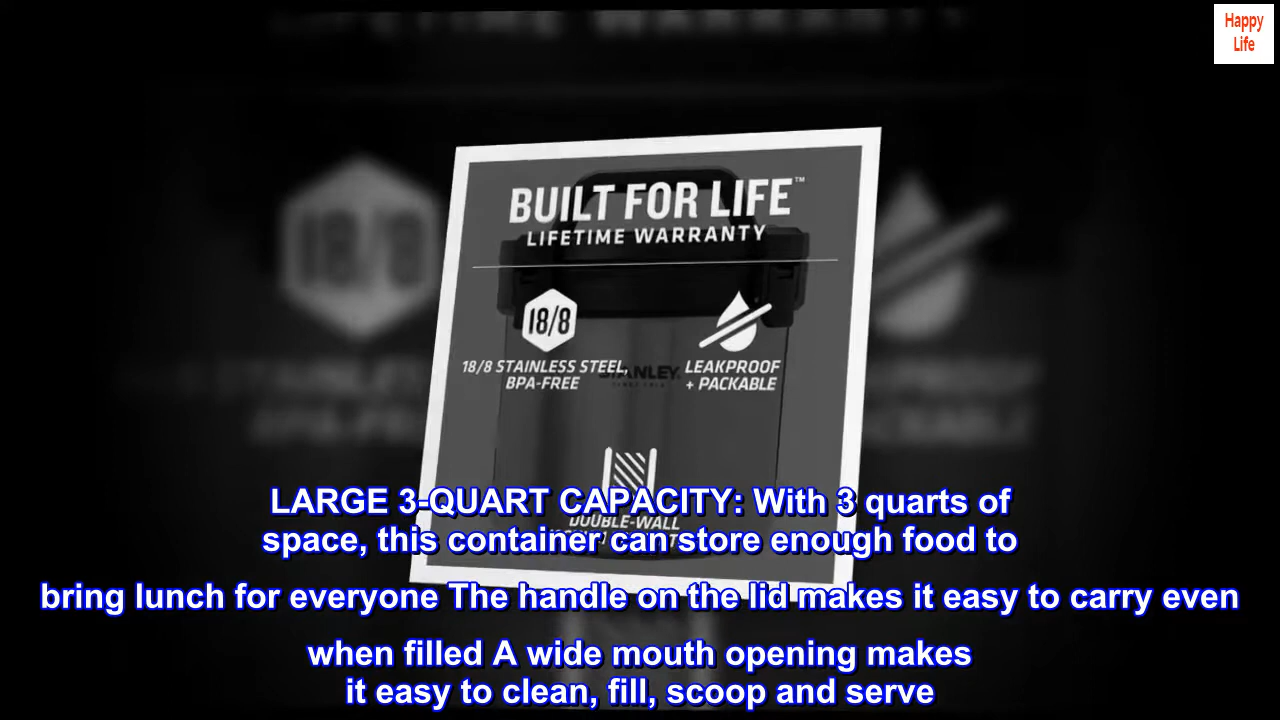 Happy
Life
BUILT FOR LIFE™
LIFETIME WARRANTY
18/8
18/8 STAINLESS STEEL,
BPA-FREE
LEAKPROOF
+ PACKABLE
STANLEY
DOUBLE-WALL
LARGE 3-QUART CAPACITY: With 3 quarts of
space, this container can store enough food to
bring lunch for everyone The handle on the lid makes it easy to carry even
when filled A wide mouth opening makes
it easy to clean, fill, scoop and serve